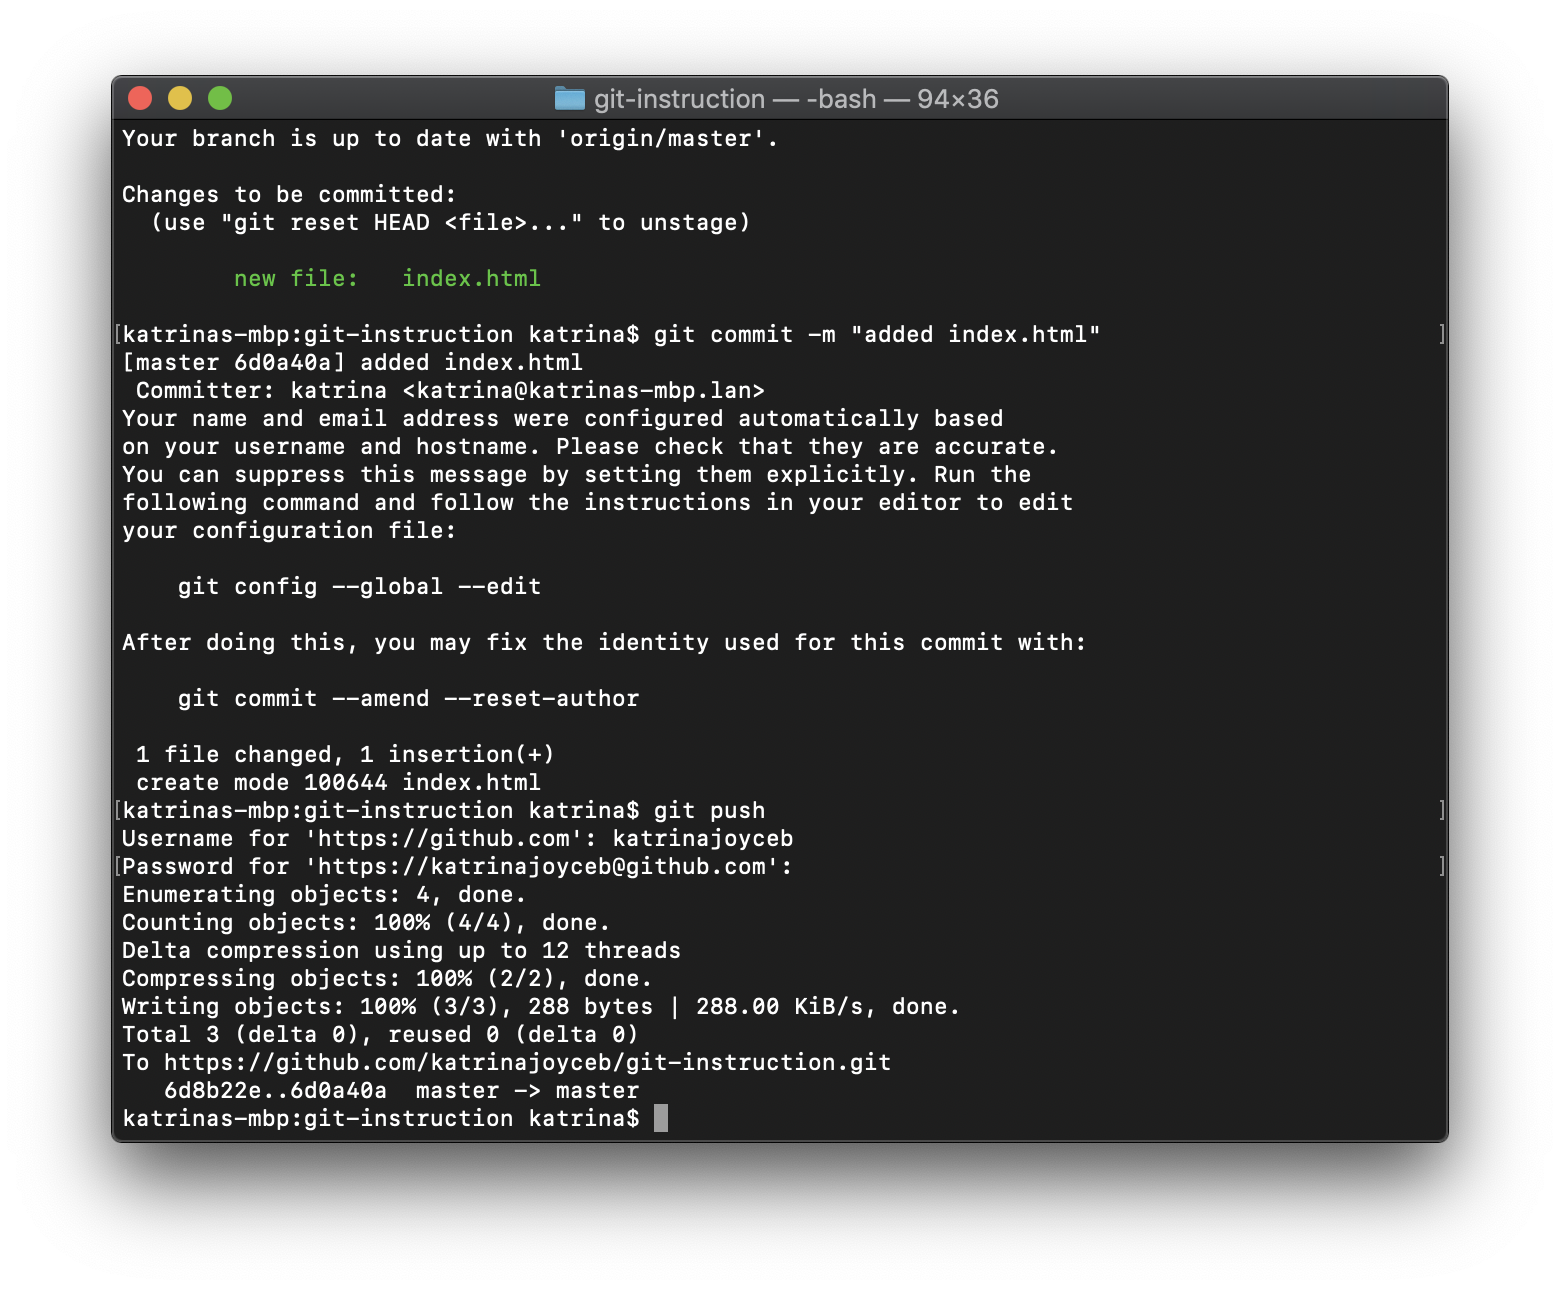 git-instruction — -bash — 94×36
Your branch is up to date with 'origin/master'.
Changes to be committed:
  (use "git reset HEAD <file>..." to unstage)
        new file:   index.html
[katrinas-mbp:git-instruction katrina$ git commit -m "added index.html" ]
[master 6d0a40a] added index.html
 Committer: katrina <katrina@katrinas-mbp.lan>
Your name and email address were configured automatically based
on your username and hostname. Please check that they are accurate.
You can suppress this message by setting them explicitly. Run the
following command and follow the instructions in your editor to edit
your configuration file:
    git config --global --edit
After doing this, you may fix the identity used for this commit with:
    git commit --amend --reset-author
 1 file changed, 1 insertion(+)
 create mode 100644 index.html
[katrinas-mbp:git-instruction katrina$ git push ]
Username for 'https://github.com': katrinajoyceb
[Password for 'https://katrinajoyceb@github.com': ]
Enumerating objects: 4, done.
Counting objects: 100% (4/4), done.
Delta compression using up to 12 threads
Compressing objects: 100% (2/2), done.
Writing objects: 100% (3/3), 288 bytes | 288.00 KiB/s, done.
Total 3 (delta 0), reused 0 (delta 0)
To https://github.com/katrinajoyceb/git-instruction.git
   6d8b22e..6d0a40a  master -> master
katrinas-mbp:git-instruction katrina$